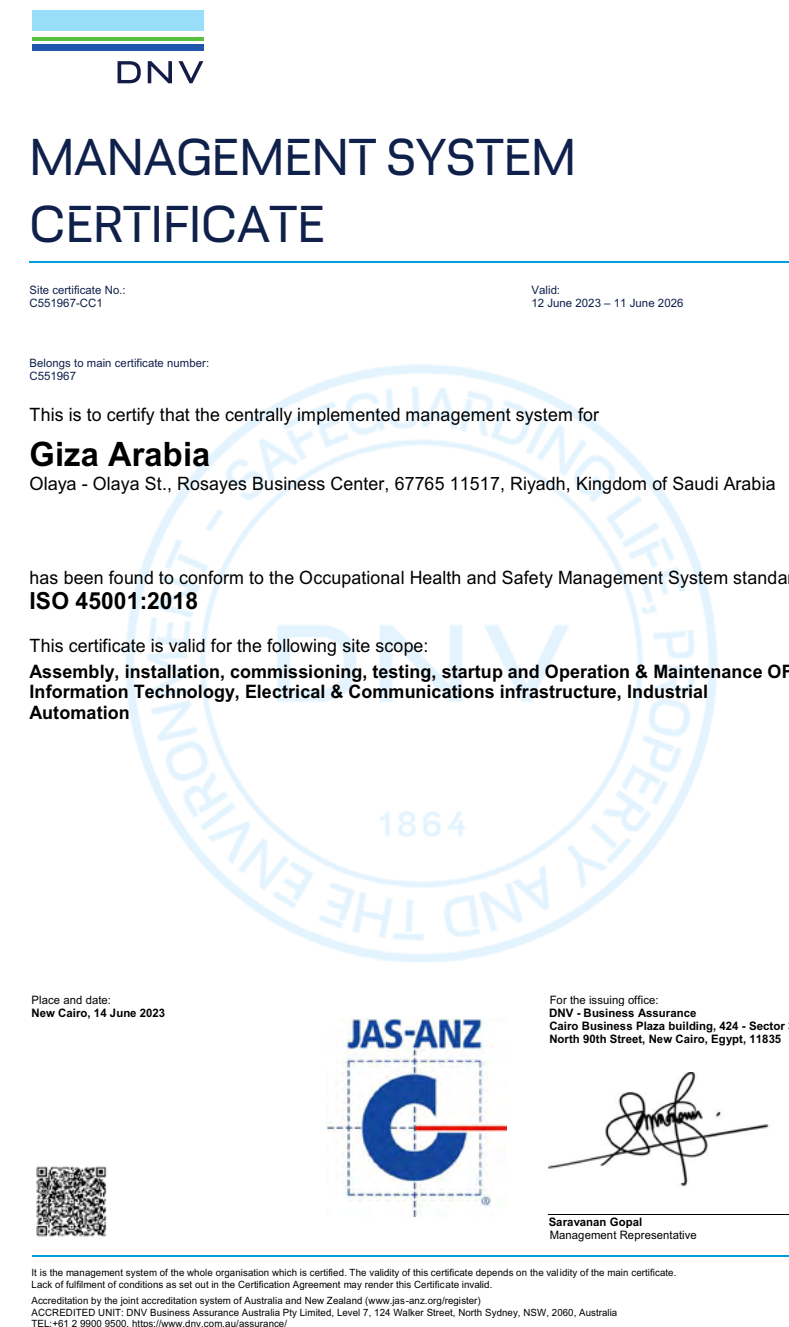 DNV
MANAGEMENT SYSTEM
CERTIFICATE
Site certificate No.:
C551967-CC1
Valid:
12 June 2023 – 11 June 2026
Belongs to main certificate number:
C551967
This is to certify that the centrally implemented management system for
Giza Arabia
Olaya - Olaya St., Rosayes Business Center, 67765 11517, Riyadh, Kingdom of Saudi Arabia
has been found to conform to the Occupational Health and Safety Management System standar
ISO 45001:2018
This certificate is valid for the following site scope:
Assembly, installation, commissioning, testing, startup and Operation & Maintenance OF
Information Technology, Electrical & Communications infrastructure, Industrial
Automation
SAFEGUARDING LIFE, PROPERTY AND THE ENVIRONMENT -
DNV
1864
Place and date:
New Cairo, 14 June 2023
JAS-ANZ
®
For the issuing office:
DNV - Business Assurance
Cairo Business Plaza building, 424 - Sector
North 90th Street, New Cairo, Egypt, 11835
Saravanan Gopal
Management Representative
It is the management system of the whole organisation which is certified. The validity of this certificate depends on the validity of the main certificate.
Lack of fulfilment of conditions as set out in the Certification Agreement may render this Certificate invalid.
Accreditation by the joint accreditation system of Australia and New Zealand (www.jas-anz.org/register)
ACCREDITED UNIT: DNV Business Assurance Australia Pty Limited, Level 7, 124 Walker Street, North Sydney, NSW, 2060, Australia
TEL:+61 2 9900 9500. https://www.dnv.com.au/assurance/